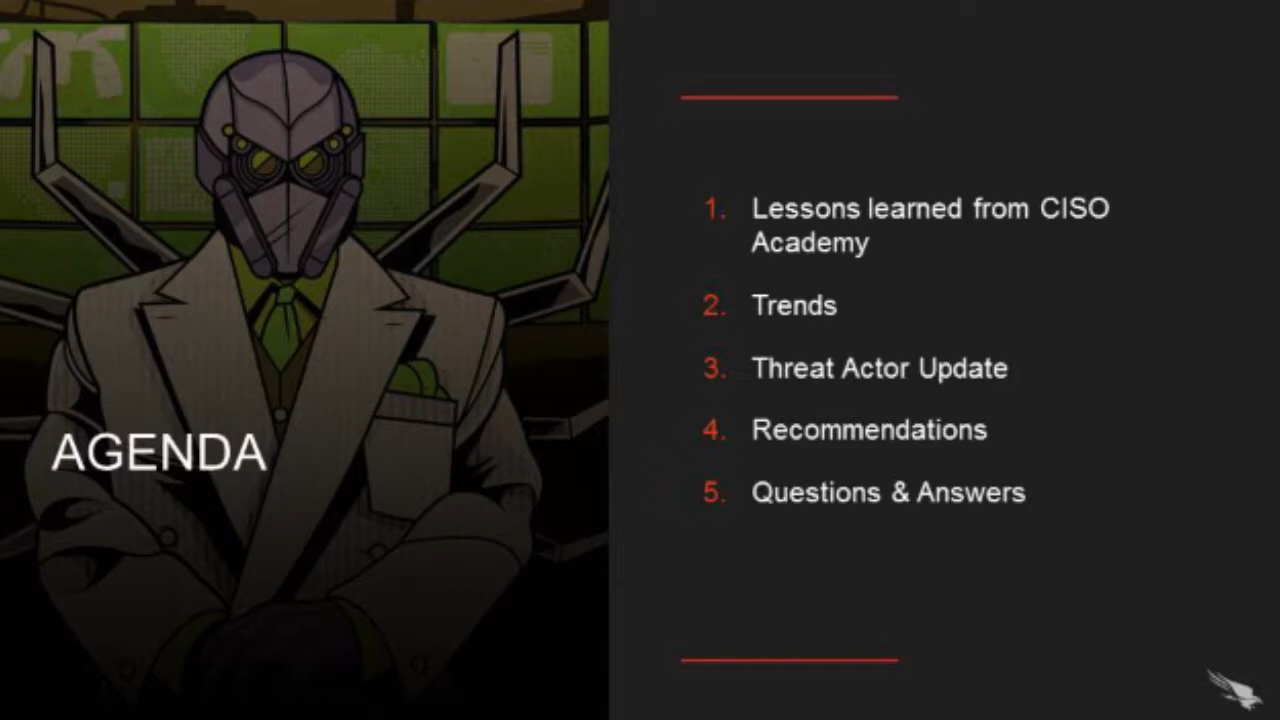 AGENDA
1. Lessons learned from CISO
Academy
2. Trends
3. Threat Actor Update
4. Recommendations
5. Questions & Answers